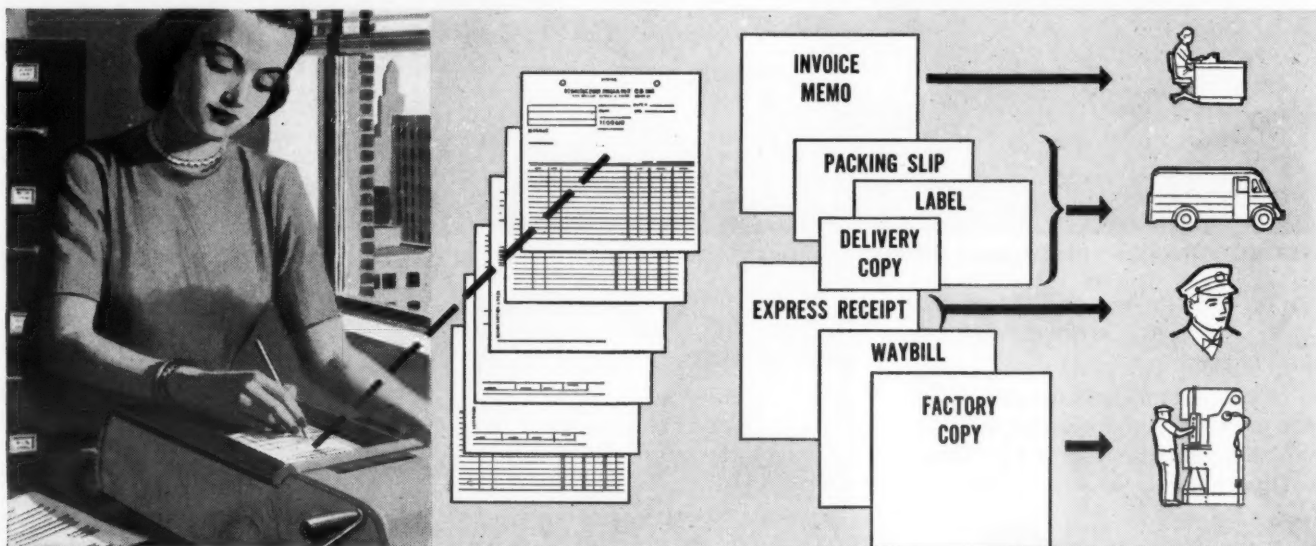 INVOICE
MEMO
PACKING SLIP
LABEL
DELIVERY
COPY
EXPRESS RECEIPT
WAYBILL
FACTORY
COPY